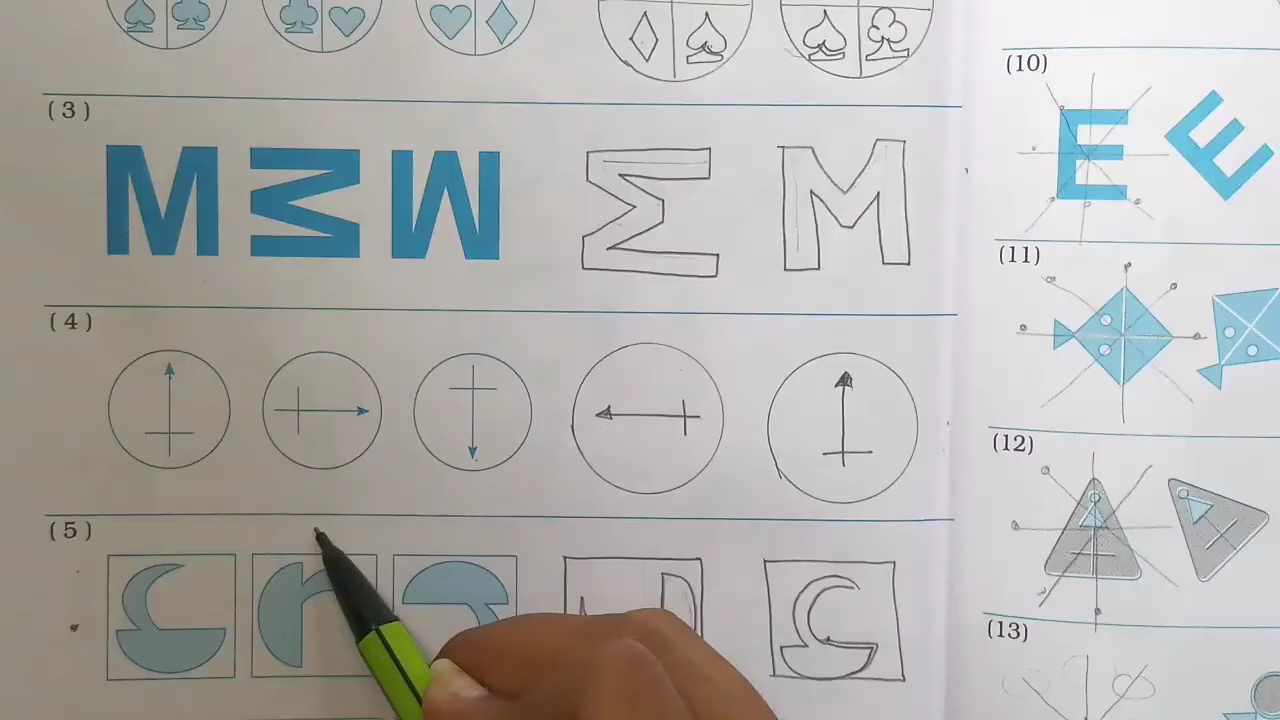 (3)
M
M
(4)
(5)
(10)
E E
(11)
(12)
(13)